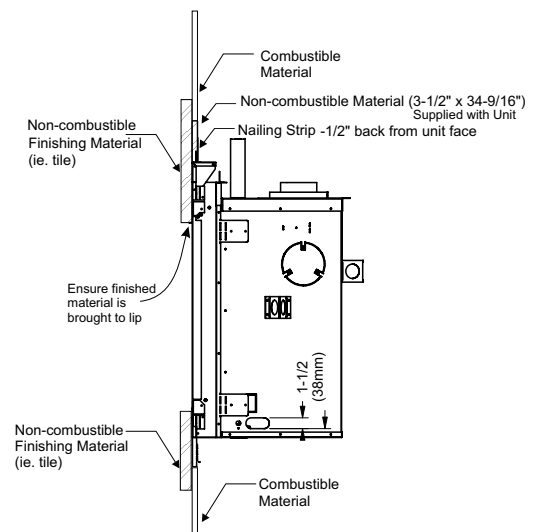 Combustible
Material
Non-combustible Material (3-1/2" x 34-9/16")
Supplied with Unit
Nailing Strip -1/2" back from unit face
Non-combustible
Finishing Material
(ie. tile)
Ensure finished
material is
brought to lip
1-1/2
(38mm)
Non-combustible
Finishing Material
(ie. tile)
Combustible
Material